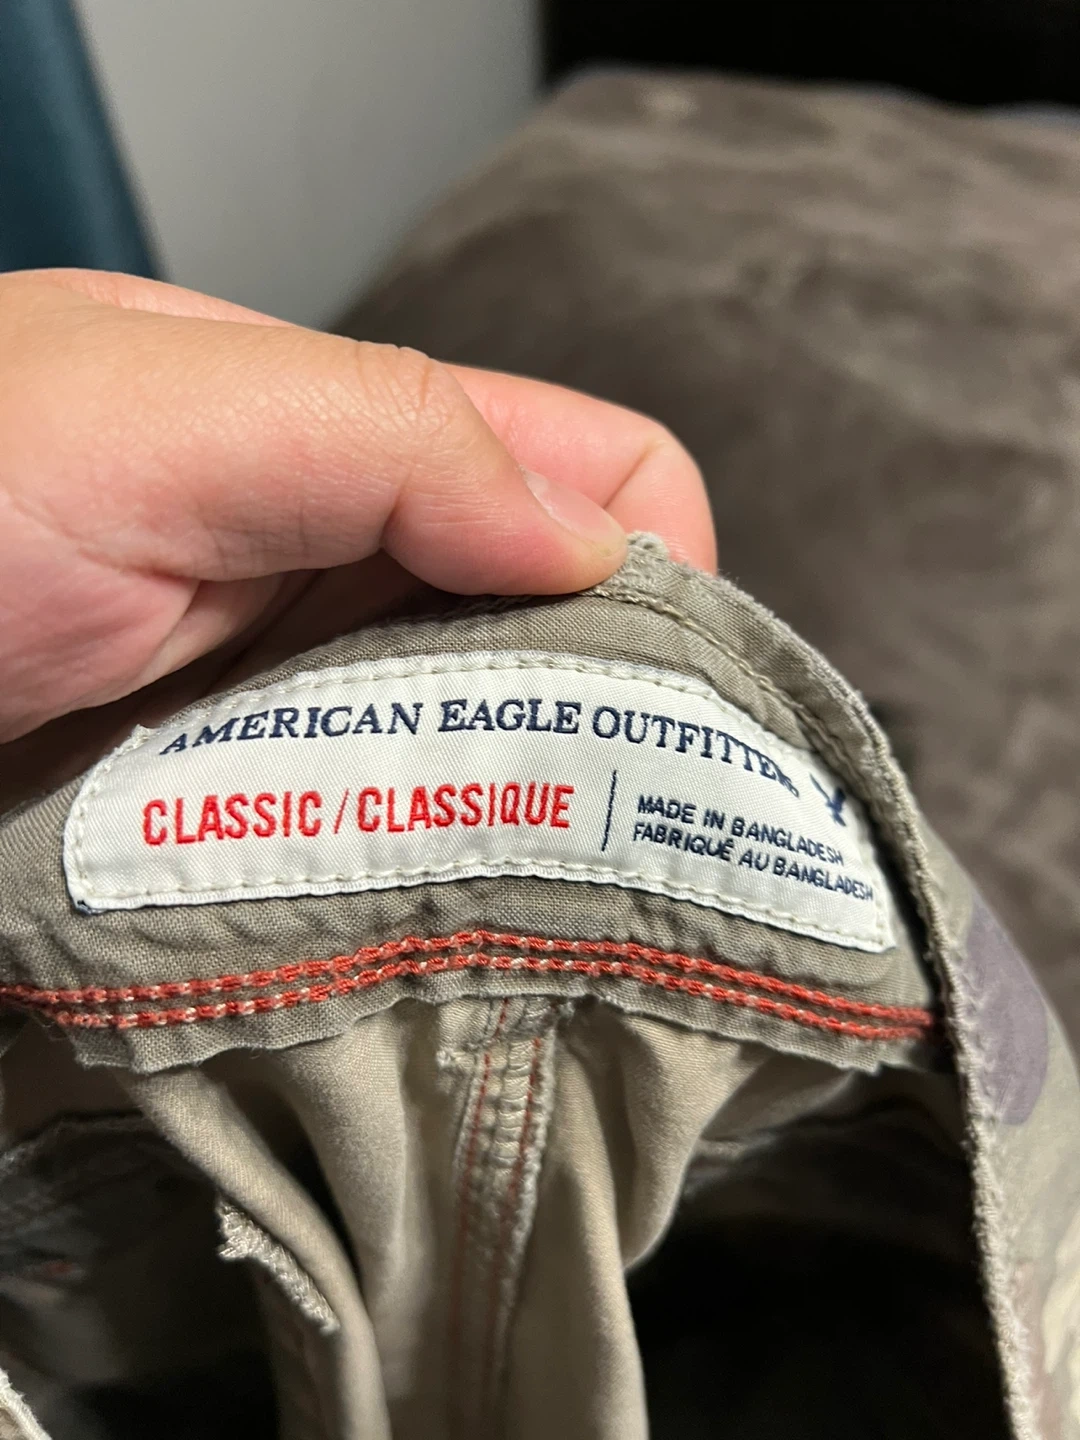 AMERICAN EAGLE OUTFITTERS
CLASSIC / CLASSIQUE
MADE IN BANGLADESH
FABRIQUÉ AU BANGLADESH